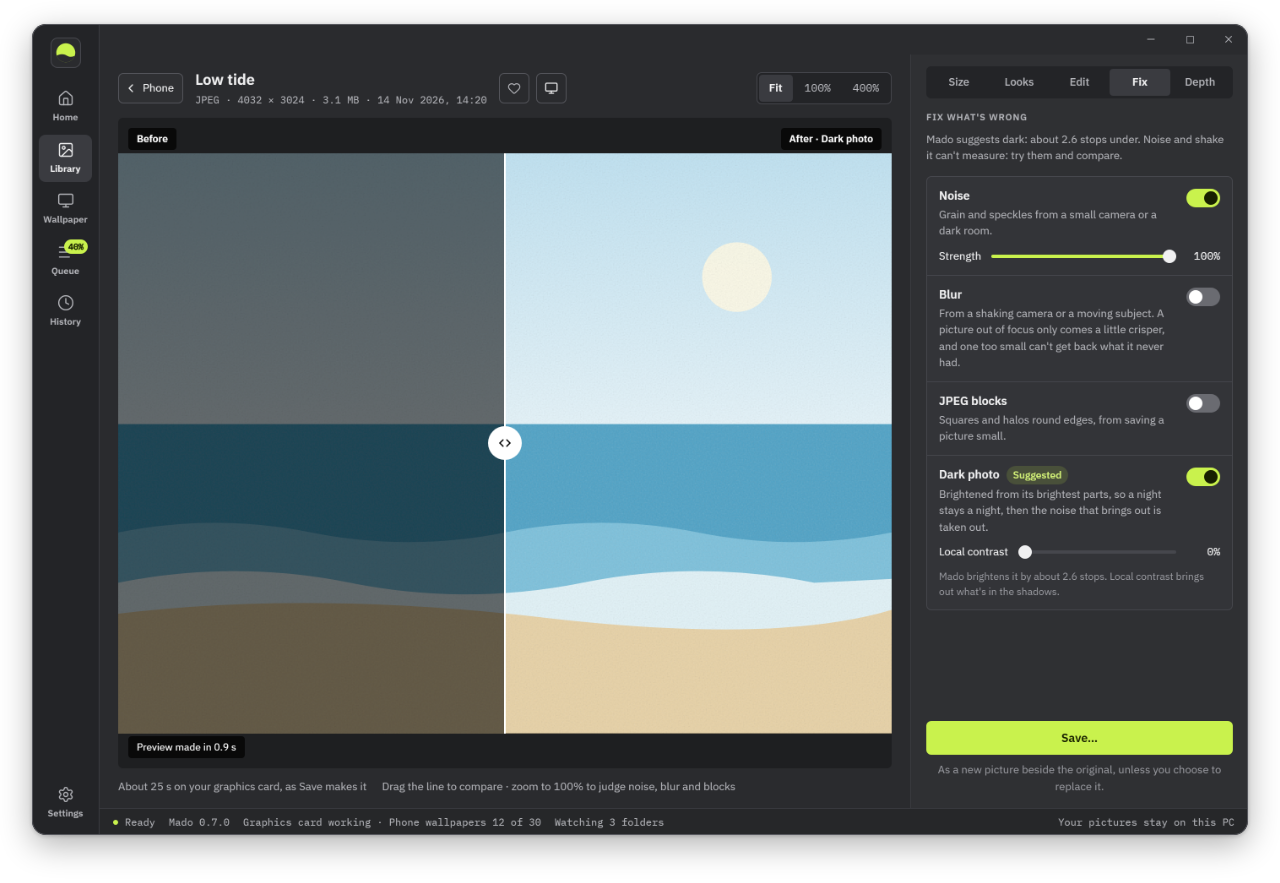 Home
Library
Wallpaper
40%
Queue
History
Settings
Phone
Low tide
JPEG · 4032 × 3024 · 3.1 MB · 14 Nov 2026, 14:20
Fit
100%
400%
Before
After · Dark photo
Preview made in 0.9 s
About 25 s on your graphics card, as Save makes it
Drag the line to compare · zoom to 100% to judge noise, blur and blocks
Size
Looks
Edit
Fix
Depth
FIX WHAT'S WRONG
Mado suggests dark: about 2.6 stops under. Noise and shake
it can't measure: try them and compare.
Noise
Grain and speckles from a small camera or a
dark room.
Strength
100%
Blur
From a shaking camera or a moving subject. A
picture out of focus only comes a little crisper,
and one too small can't get back what it never
had.
JPEG blocks
Squares and halos round edges, from saving a
picture small.
Dark photo
Suggested
Brightened from its brightest parts, so a night
stays a night, then the noise that brings out is
taken out.
Local contrast
0%
Mado brightens it by about 2.6 stops. Local contrast brings
out what's in the shadows.
Save...
As a new picture beside the original, unless you choose to
replace it.
Ready
Mado 0.7.0
Graphics card working · Phone wallpapers 12 of 30
Watching 3 folders
Your pictures stay on this PC